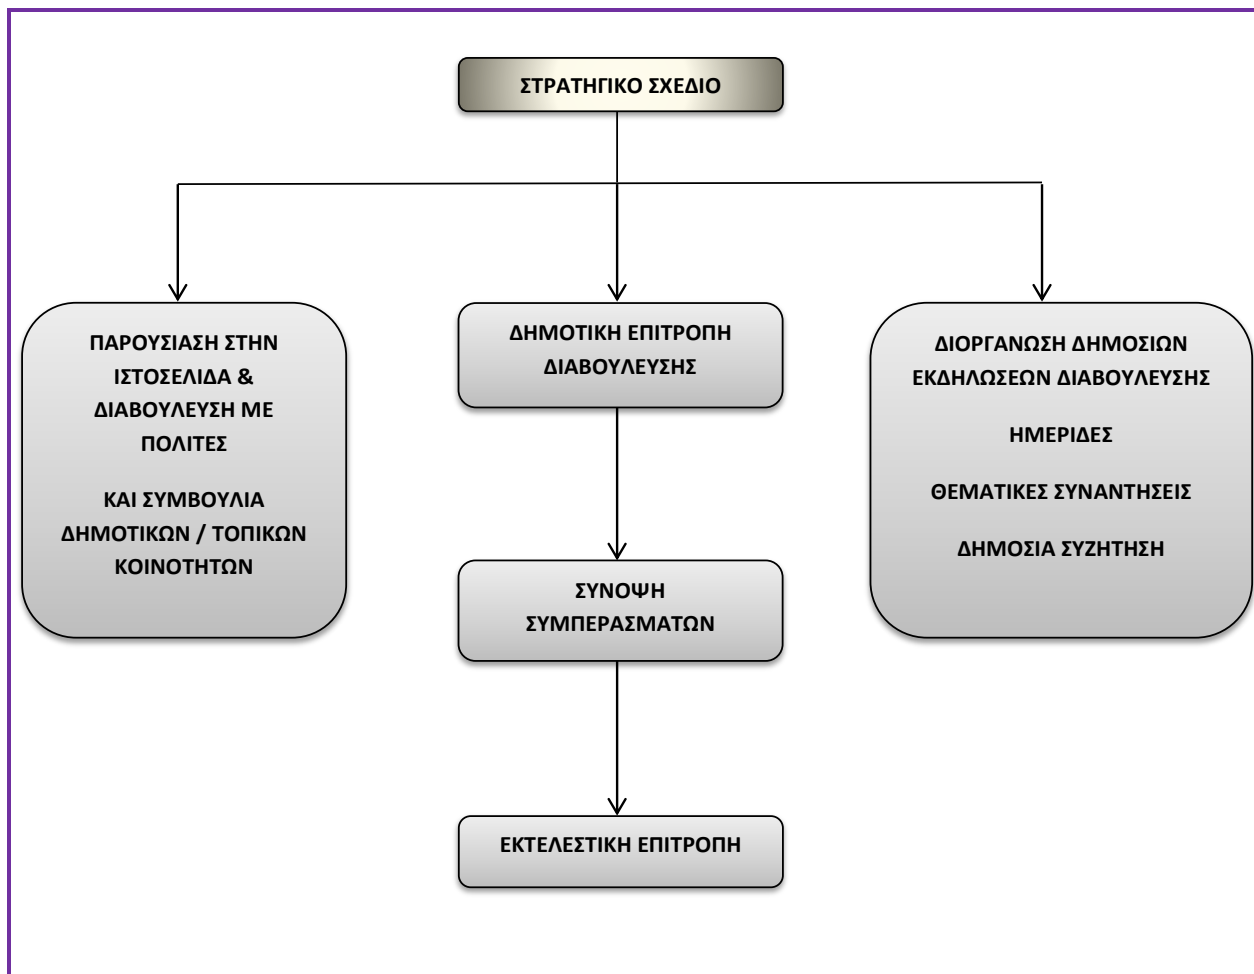 ΣΤΡΑΤΗΓΙΚΟ ΣΧΕΔΙΟ
ΠΑΡΟΥΣΙΑΣΗ ΣΤΗΝ
ΙΣΤΟΣΕΛΙΔΑ &
ΔΙΑΒΟΥΛΕΥΣΗ ΜΕ
ΠΟΛΙΤΕΣ
ΚΑΙ ΣΥΜΒΟΥΛΙΑ
ΔΗΜΟΤΙΚΩΝ / ΤΟΠΙΚΩΝ
ΚΟΙΝΟΤΗΤΩΝ
ΔΗΜΟΤΙΚΗ ΕΠΙΤΡΟΠΗ
ΔΙΑΒΟΥΛΕΥΣΗΣ
ΔΙΟΡΓΑΝΩΣΗ ΔΗΜΟΣΙΩΝ
ΕΚΔΗΛΩΣΕΩΝ ΔΙΑΒΟΥΛΕΥΣΗΣ
ΗΜΕΡΙΔΕΣ
ΘΕΜΑΤΙΚΕΣ ΣΥΝΑΝΤΗΣΕΙΣ
ΔΗΜΟΣΙΑ ΣΥΖΗΤΗΣΗ
ΣΥΝΟΨΗ
ΣΥΜΠΕΡΑΣΜΑΤΩΝ
ΕΚΤΕΛΕΣΤΙΚΗ ΕΠΙΤΡΟΠΗ